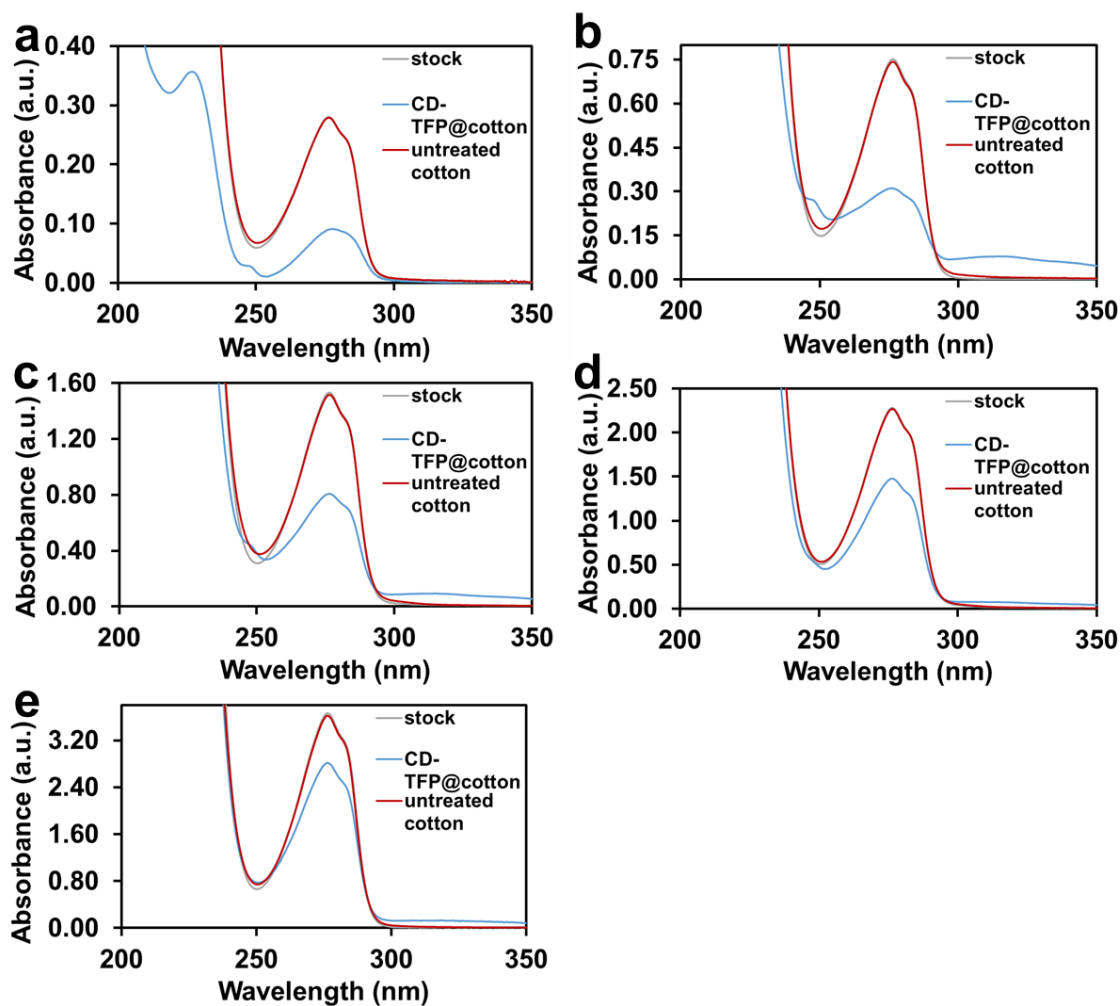 a
0.40
0.30
0.20
0.10
0.00
Absorbance (a.u.)
stock
CD-
TFP@cotton
untreated
cotton
200 250 300 350
Wavelength (nm)
b
0.75
0.60
0.45
0.30
0.15
0.00
Absorbance (a.u.)
stock
CD-
TFP@cotton
untreated
cotton
200 250 300 350
Wavelength (nm)
c
1.60
1.20
0.80
0.40
0.00
Absorbance (a.u.)
stock
CD-
TFP@cotton
untreated
cotton
200 250 300 350
Wavelength (nm)
d
2.50
2.00
1.50
1.00
0.50
0.00
Absorbance (a.u.)
stock
CD-
TFP@cotton
untreated
cotton
200 250 300 350
Wavelength (nm)
e
3.20
2.40
1.60
0.80
0.00
Absorbance (a.u.)
stock
CD-
TFP@cotton
untreated
cotton
200 250 300 350
Wavelength (nm)